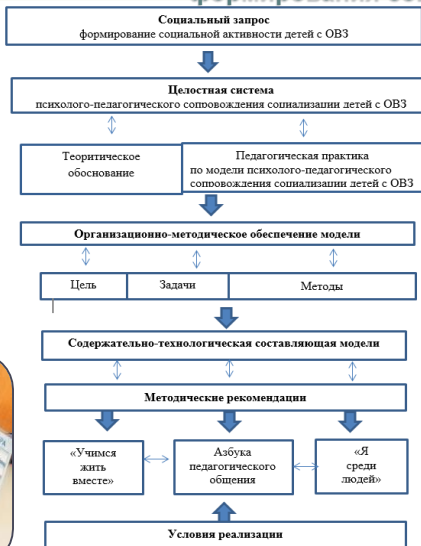 Социальный запрос
формирование социальной активности детей с ОВЗ
Целостная система
психолого-педагогического сопровождения социализации детей с ОВЗ
Теоритическое
обоснование
Педагогическая практика
по модели психолого-педагогического
сопровождения социализации детей с ОВЗ
Организационно-методическое обеспечение модели
Цель
Задачи
Методы
Содержательно-технологическая составляющая модели
Методические рекомендации
«Учимся
жить
вместе»
Азбука
педагогического
общения
«Я
среди
людей»
Условия реализации